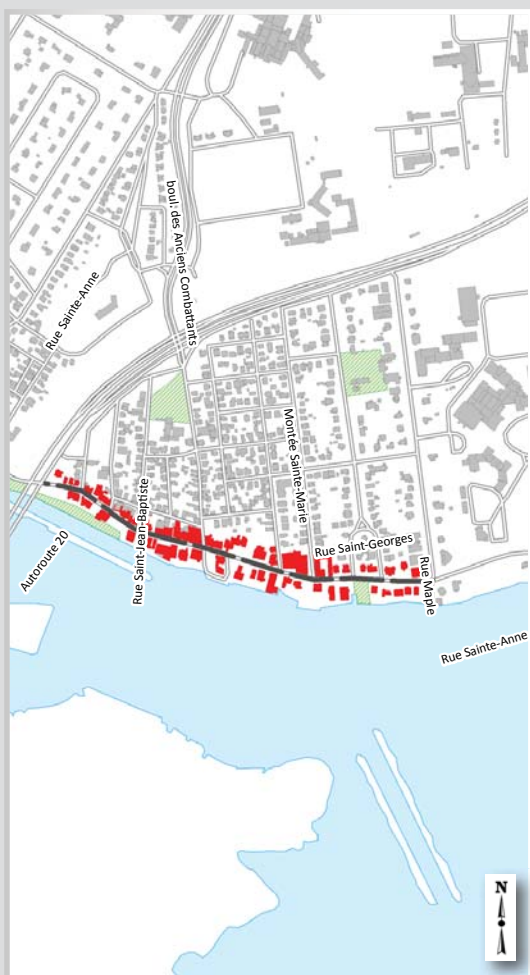 boul. des Anciens Combattants
Rue Sainte-Anne
Montée Sainte-Marie
Rue Saint-Jean-Baptiste
Autoroute 20
Rue Saint-Georges
Rue Maple
Rue Sainte-Anne
N